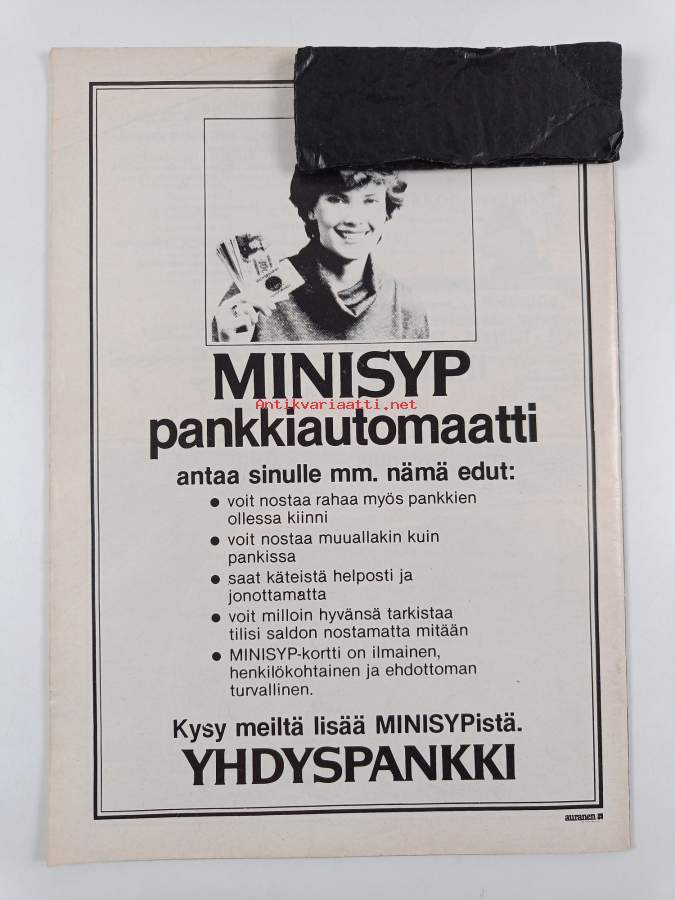 MINISYP
Antikvariaatti.net
pankkiautomaatti
antaa sinulle mm. nämä edut:
● voit nostaa rahaa myös pankkien
ollessa kiinni
● voit nostaa muuallakin kuin
pankissa
● saat käteistä helposti ja
jonottamatta
● voit milloin hyvänsä tarkistaa
tilisi saldon nostamatta mitään
● MINISYP-kortti on ilmainen,
henkilökohtainen ja ehdottoman
turvallinen.
Kysy meiltä lisää MINISYPistä.
YHDYSPANKKI
auranen